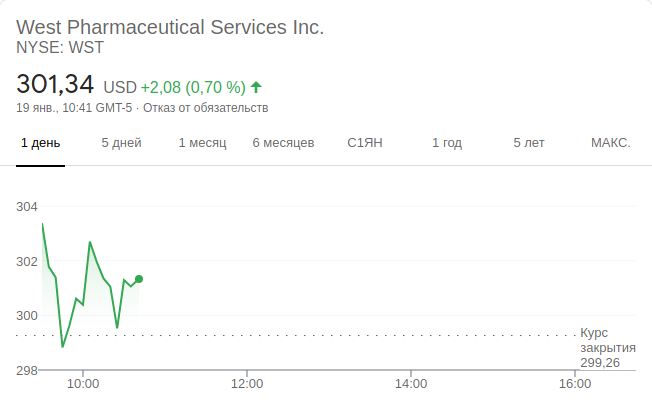 West Pharmaceutical Services Inc.
NYSE: WST
301,34 USD +2,08 (0,70 %)
19 янв., 10:41 GMT-5 · Отказ от обязательств
1 день 5 дней 1 месяц 6 месяцев С1ЯН 1 год 5 лет МАКС.
304
302
300
298
Курс
закрытия
299,26
10:00 12:00 14:00 16:00